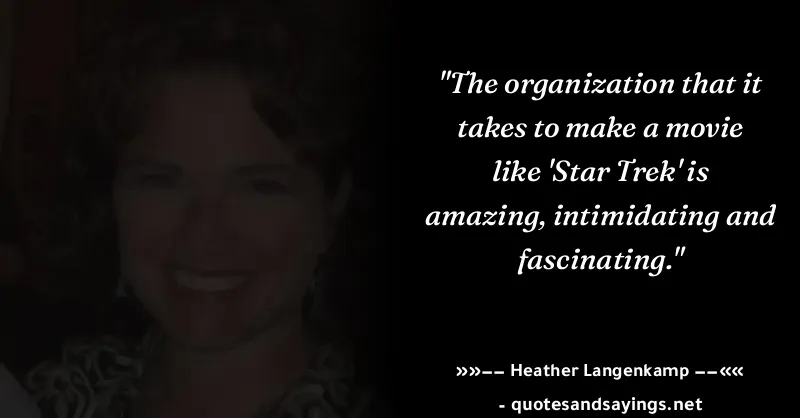 "The organization that it
takes to make a movie
like 'Star Trek' is
amazing, intimidating and
fascinating."
»»−− Heather Langenkamp −−««
- quotesandsayings.net